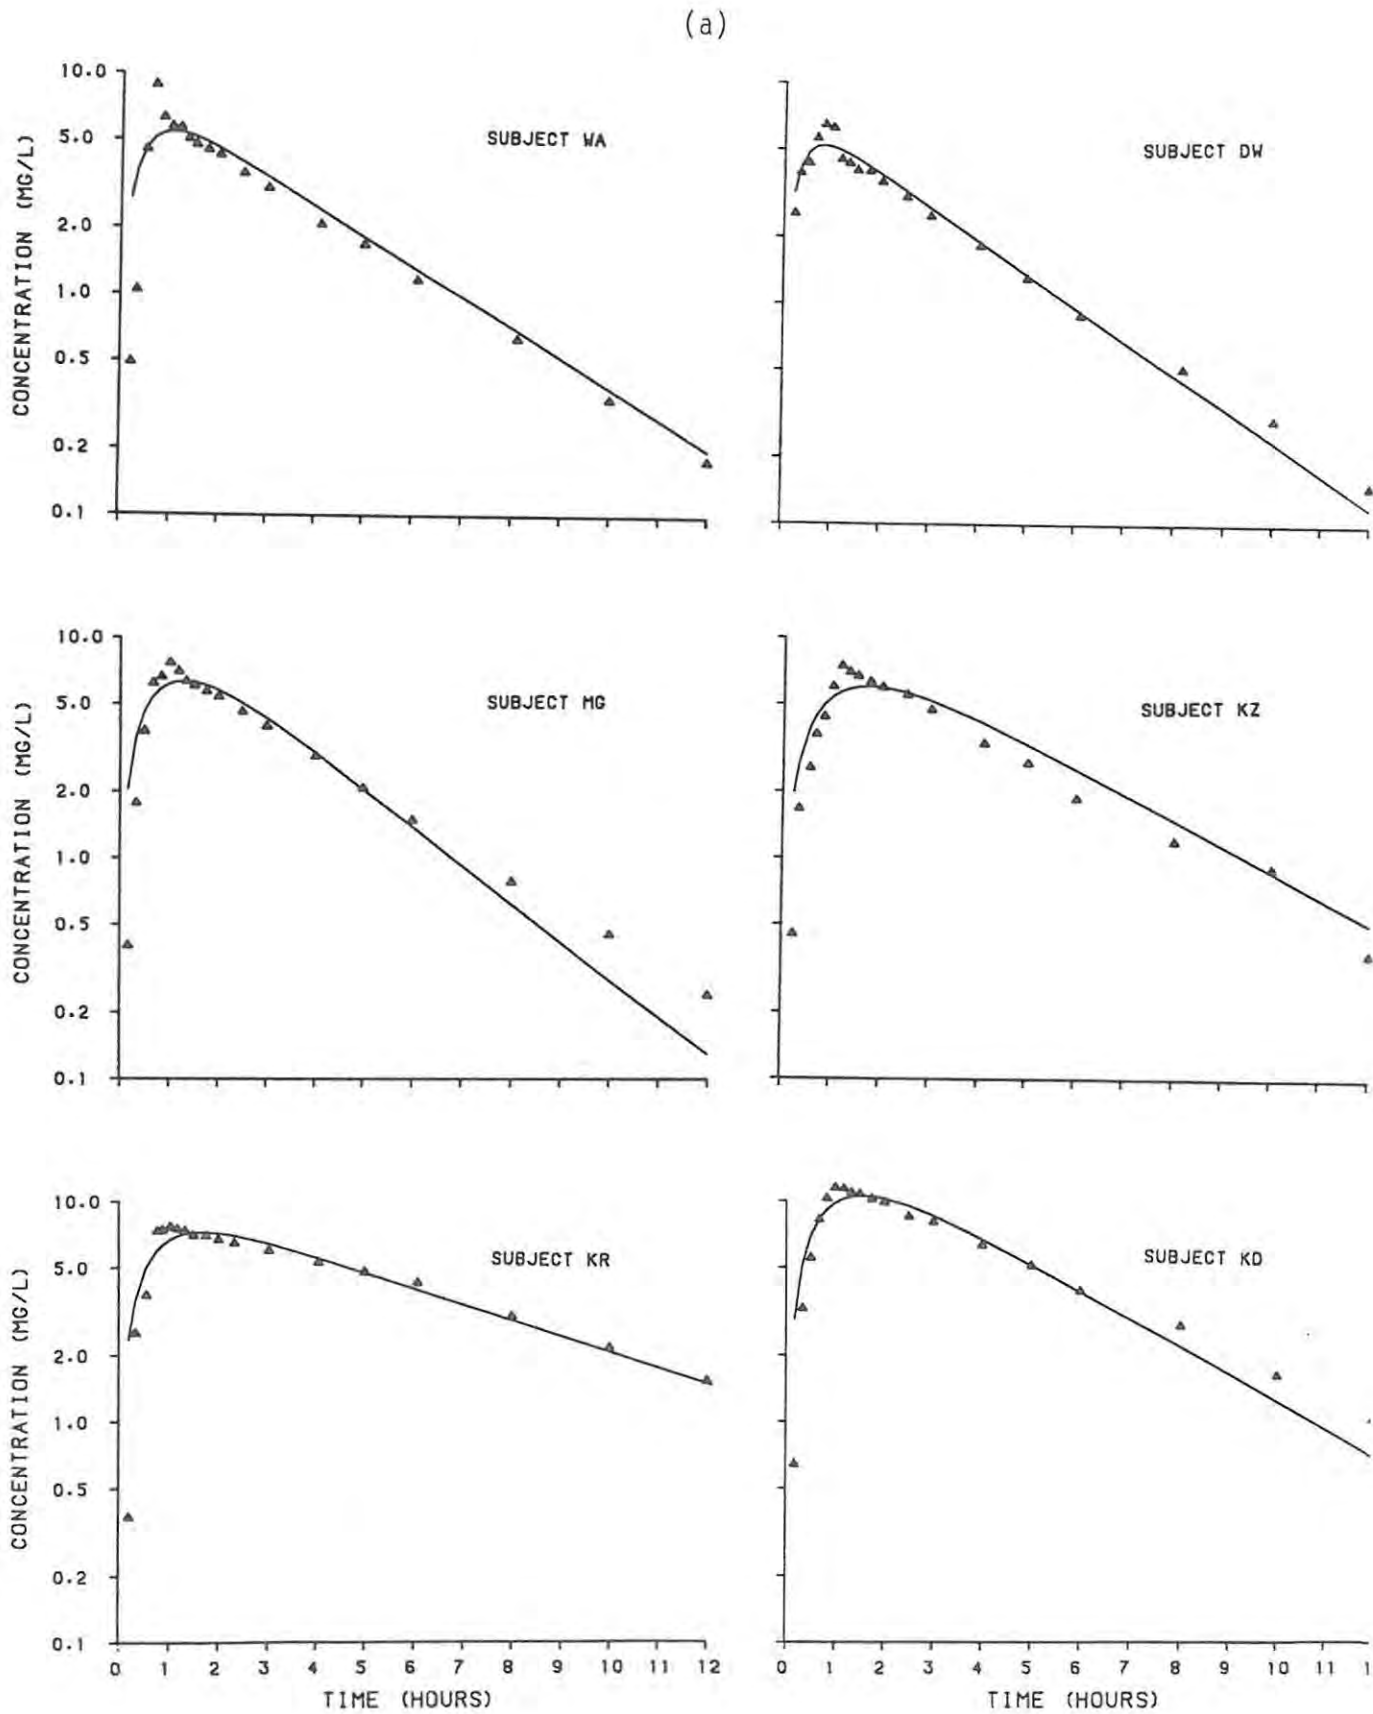 (a)
CONCENTRATION (MG/L)
10.0
5.0
2.0
1.0
0.5
0.2
0.1
SUBJECT WA
SUBJECT DW
CONCENTRATION (MG/L)
10.0
5.0
2.0
1.0
0.5
0.2
0.1
SUBJECT MG
SUBJECT KZ
CONCENTRATION (MG/L)
10.0
5.0
2.0
1.0
0.5
0.2
0.1
SUBJECT KR
0 1 2 3 4 5 6 7 8 9 10 11 12
TIME (HOURS)
SUBJECT KD
0 1 2 3 4 5 6 7 8 9 10 11 1
TIME (HOURS)